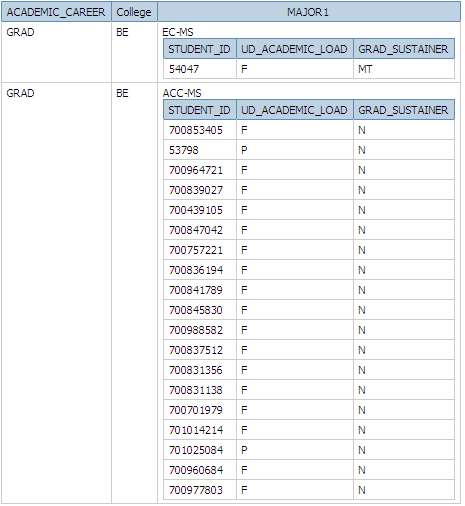 ACADEMIC_CAREER College MAJOR1
GRAD BE EC-MS
STUDENT_ID UD_ACADEMIC_LOAD GRAD_SUSTAINER
54047 F MT
GRAD BE ACC-MS
STUDENT_ID UD_ACADEMIC_LOAD GRAD_SUSTAINER
700853405 F N
53798 P N
700964721 F N
700839027 F N
700439105 F N
700847042 F N
700757221 F N
700836194 F N
700841789 F N
700845830 F N
700988582 F N
700837512 F N
700831356 F N
700831138 F N
700701979 F N
701014214 F N
701025084 P N
700960684 F N
700977803 F N